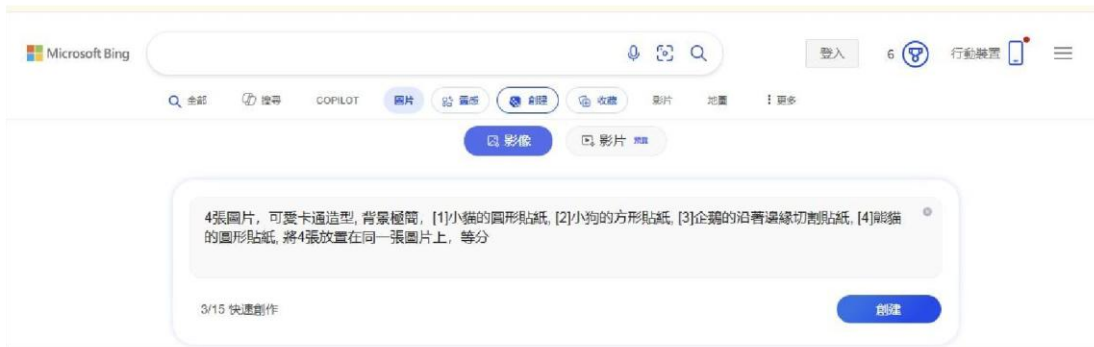 Microsoft Bing
登入
6
行動裝置
全部
搜尋
COPILOT
圖片
靈感
創建
收藏
影片
地圖
更多
影像
影片 預覽
4張圖片，可愛卡通造型, 背景極簡，[1]小貓的圓形貼紙, [2]小狗的方形貼紙, [3]企鵝的沿著邊緣切割貼紙, [4]熊貓
的圓形貼紙, 將4張放置在同一張圖片上，等分
3/15 快速創作
創建